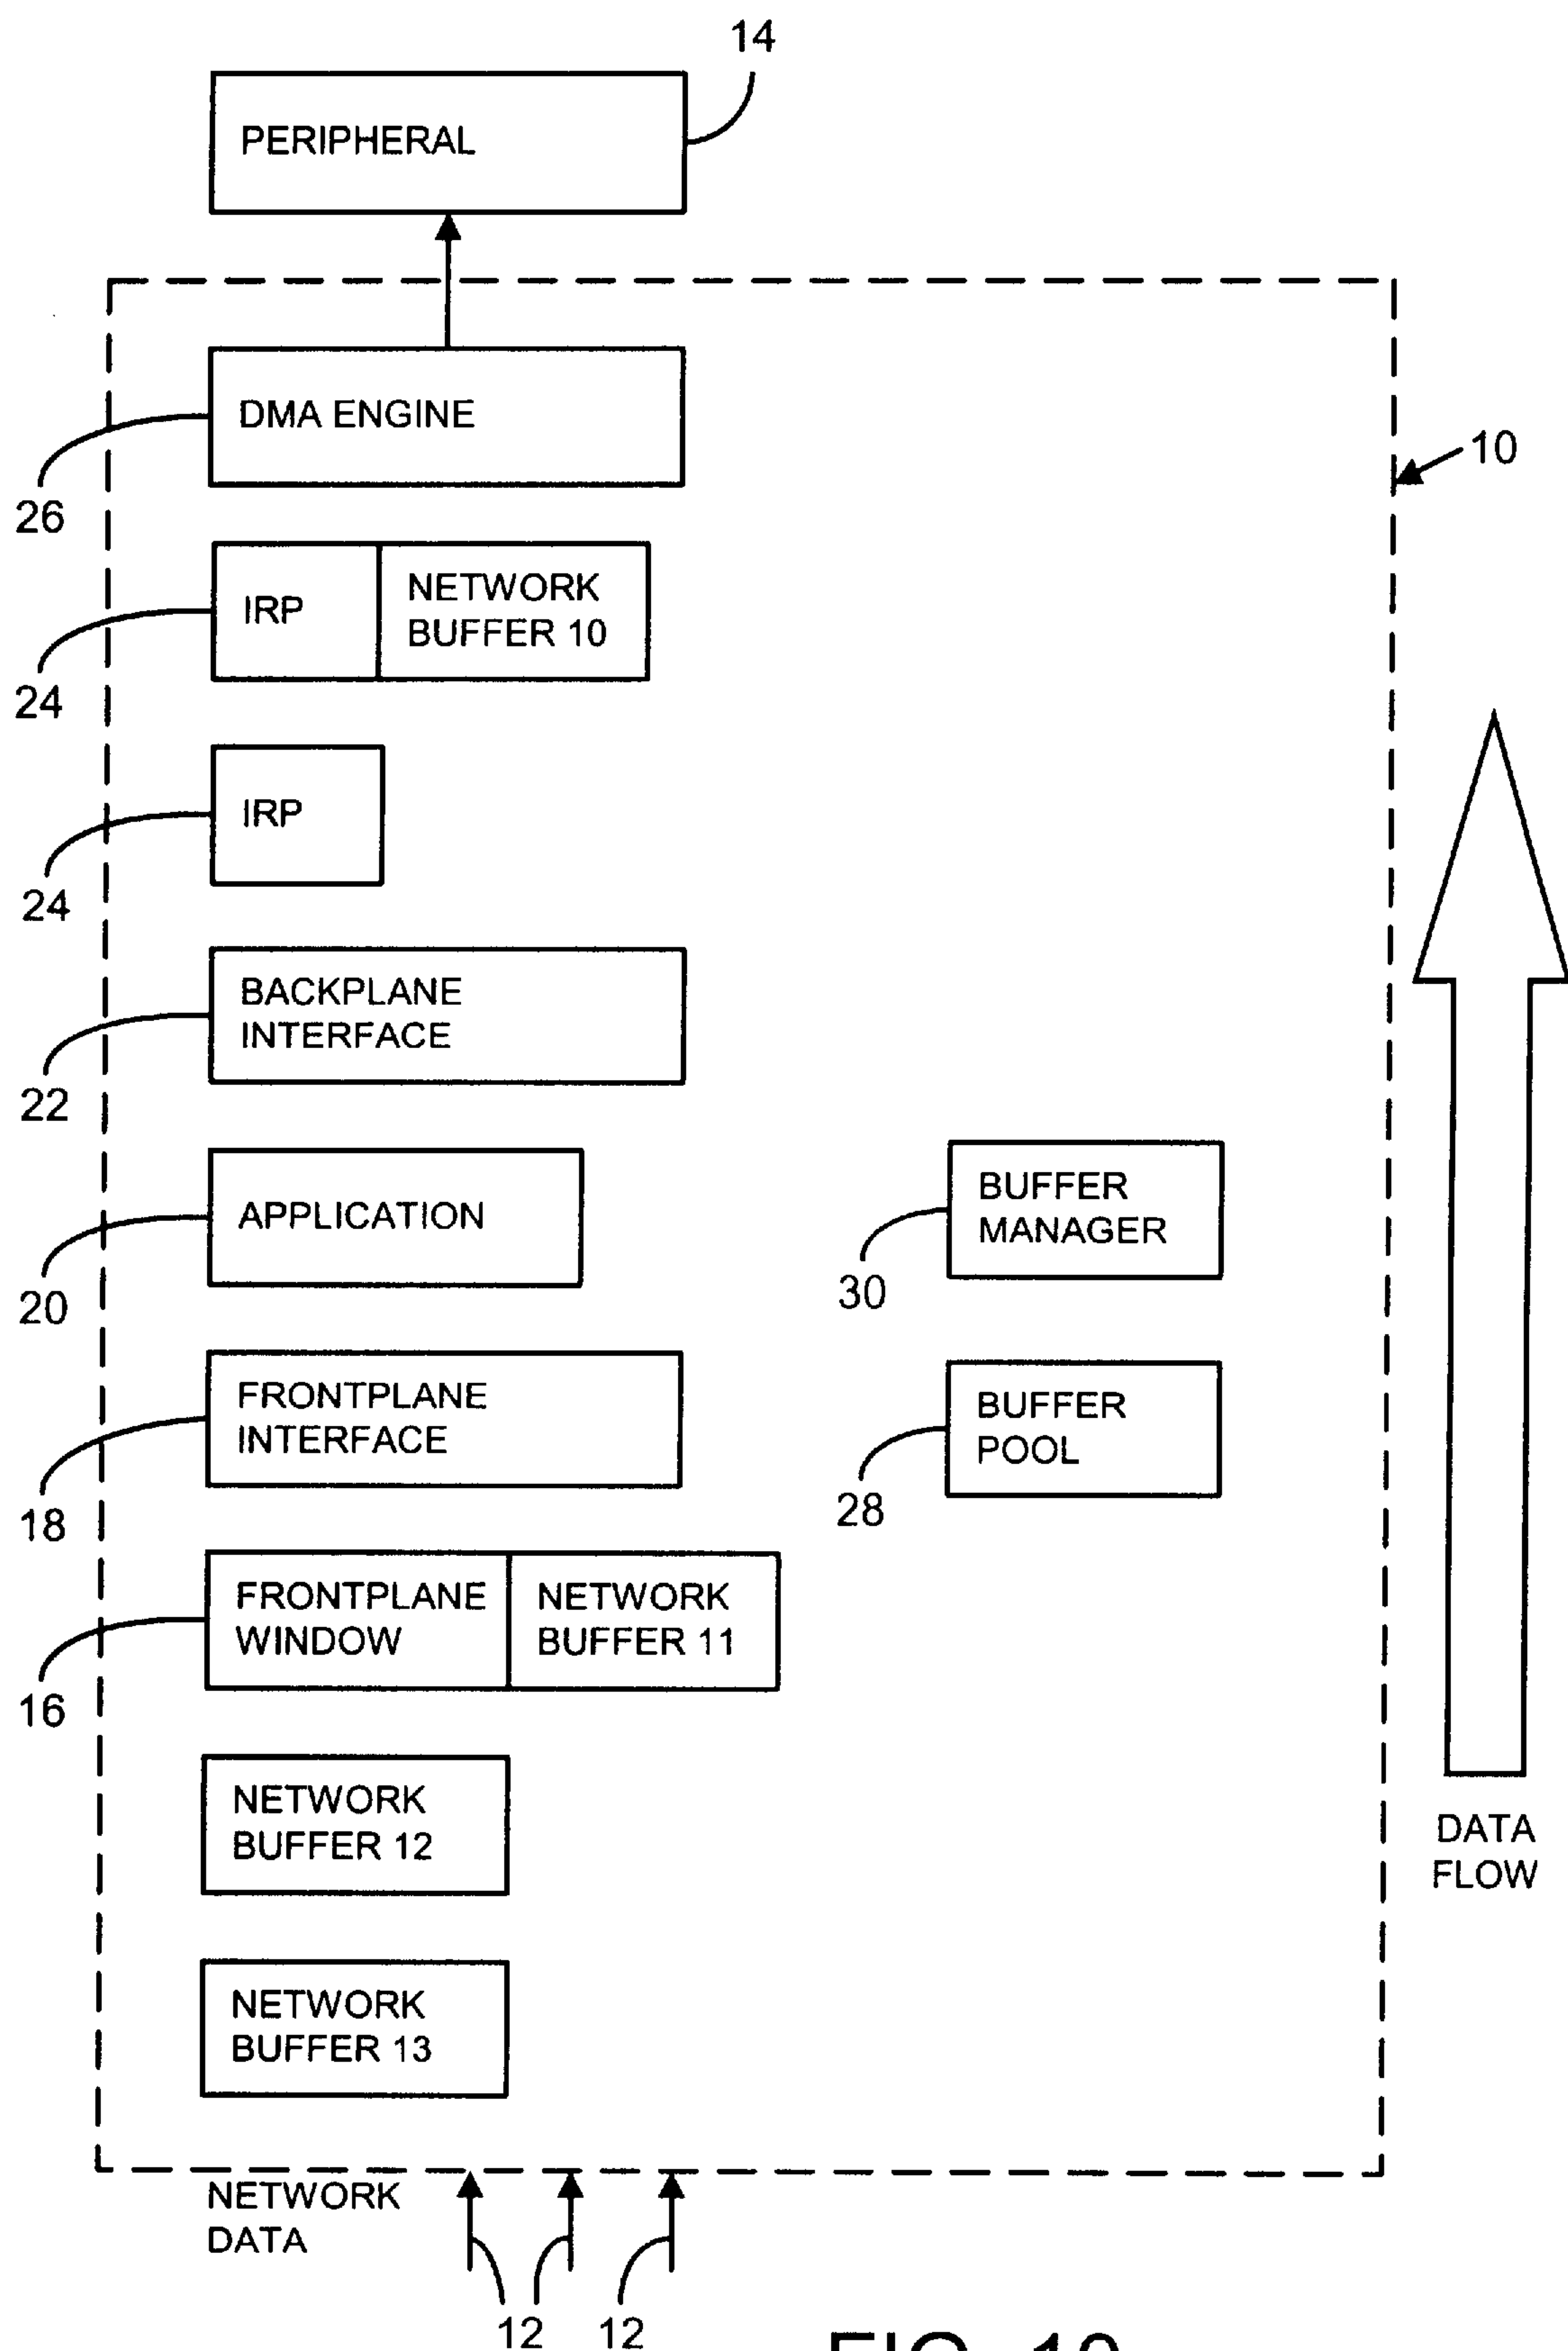 14
PERIPHERAL
DMA ENGINE
10
26
IRP
NETWORK
BUFFER 10
24
IRP
24
BACKPLANE
INTERFACE
22
APPLICATION
BUFFER
MANAGER
20
30
FRONTPLANE
INTERFACE
BUFFER
POOL
18
28
FRONTPLANE
WINDOW
NETWORK
BUFFER 11
16
NETWORK
BUFFER 12
DATA
FLOW
NETWORK
BUFFER 13
NETWORK
DATA
12
12